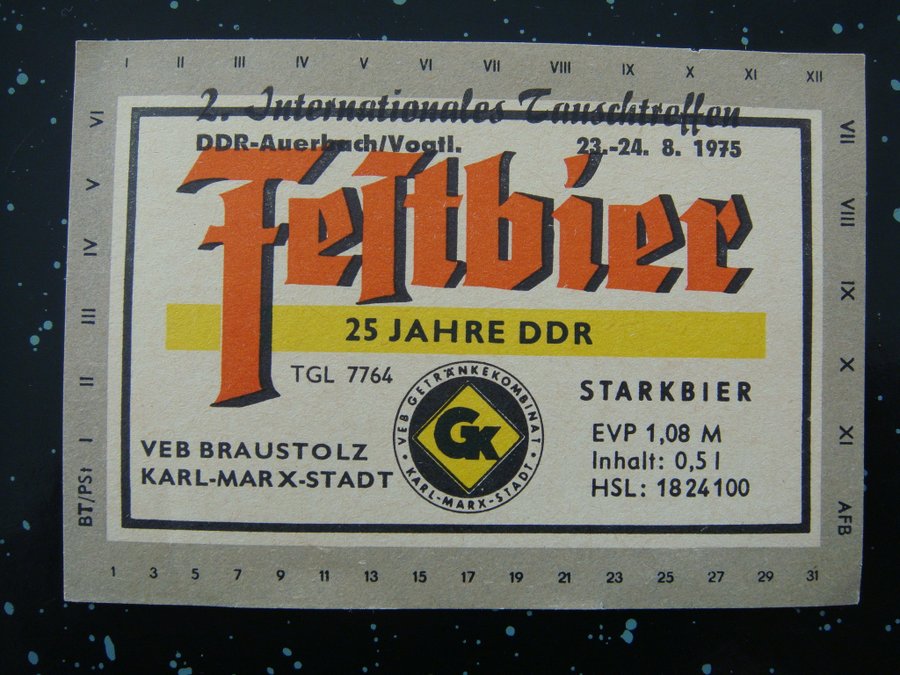 I II III IV V VI VII VIII IX X XI XII
2. Internationales Tauschtreffen
DDR-Auerbach/Vogtl. 23.-24. 8. 1975
Festbier
25 JAHRE DDR
TGL 7764
STARKBIER
VEB GETRÄNKEKOMBINAT
GK
• KARL-MARX-STADT •
EVP 1,08 M
Inhalt: 0,5 l
HSL: 1824100
VEB BRAUSTOLZ
KARL-MARX-STADT
BT/PSt I II III IV V VI
VII VIII IX X XI AFB
1 3 5 7 9 11 13 15 17 19 21 23 25 27 29 31